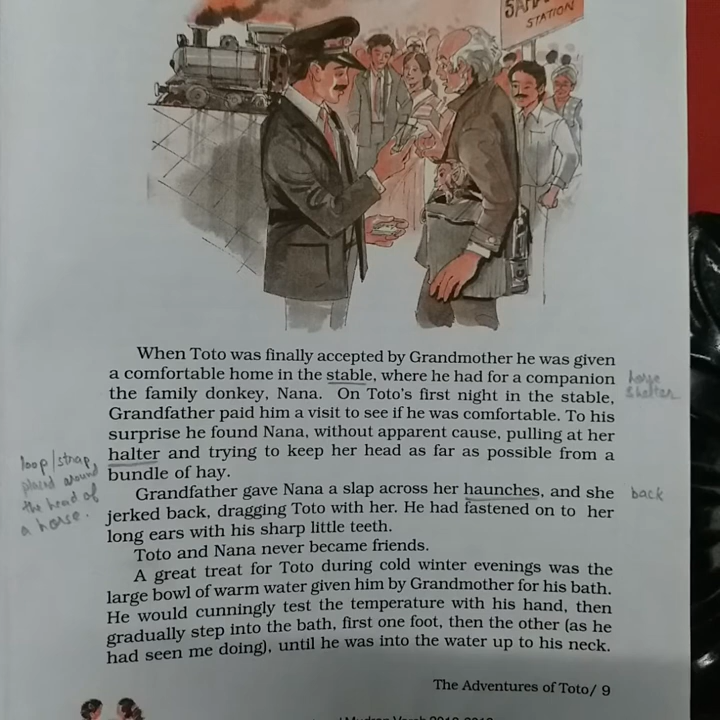 STATION
When Toto was finally accepted by Grandmother he was given
a comfortable home in the stable, where he had for a companion
the family donkey, Nana. On Toto's first night in the stable,
Grandfather paid him a visit to see if he was comfortable. To his
surprise he found Nana, without apparent cause, pulling at her
halter and trying to keep her head as far as possible from a
bundle of hay.
Grandfather gave Nana a slap across her haunches, and she
jerked back, dragging Toto with her. He had fastened on to her
long ears with his sharp little teeth.
Toto and Nana never became friends.
A great treat for Toto during cold winter evenings was the
large bowl of warm water given him by Grandmother for his bath.
He would cunningly test the temperature with his hand, then
gradually step into the bath, first one foot, then the other (as he
had seen me doing), until he was into the water up to his neck.
horse
shelter
loop/strap
placed around
the head of
a horse.
back
The Adventures of Toto/ 9